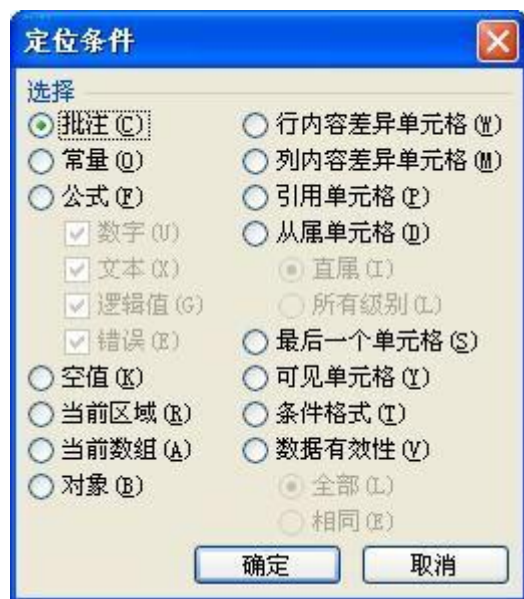 定位条件
选择
批注(C)
常量(O)
公式(F)
数字(U)
文本(X)
逻辑值(G)
错误(E)
空值(K)
当前区域(R)
当前数组(A)
对象(B)
行内容差异单元格(W)
列内容差异单元格(M)
引用单元格(P)
从属单元格(D)
直属(I)
所有级别(L)
最后一个单元格(S)
可见单元格(Y)
条件格式(T)
数据有效性(V)
全部(L)
相同(E)
确定
取消